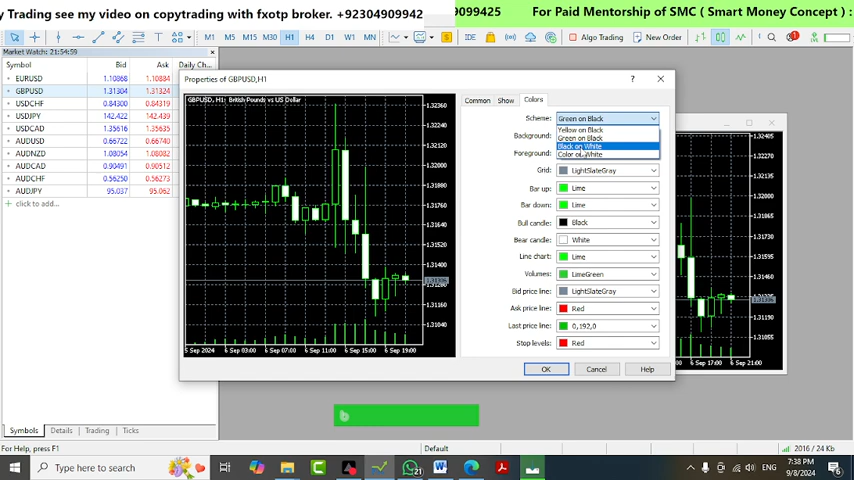 y Trading see my video on copytrading with fxotp broker. +92304909942
9099425
For Paid Mentorship of SMC ( Smart Money Concept ) :
M1 M5 M15 M30 H1 H4 D1 W1 MN
Algo Trading
New Order
Market Watch: 21:54:59
Symbol Bid Ask Daily Ch...
EURUSD 1.10868 1.10884
GBPUSD 1.31304 1.31324
USDCHF 0.84300 0.84319
USDJPY 142.422 142.439
USDCAD 1.35616 1.35635
AUDUSD 0.66722 0.66740
AUDNZD 1.08054 1.08082
AUDCAD 0.90491 0.90512
AUDCHF 0.56250 0.56273
AUDJPY 95.037 95.062
click to add...
Symbols Details Trading Ticks
Properties of GBPUSD,H1
?
Common Show Colors
GBPUSD, H1: British Pounds vs US Dollar
1.32360
1.32240
1.32120
1.32000
1.31880
1.31760
1.31640
1.31520
1.31400
1.31280
1.31160
1.31040
5 Sep 2024 6 Sep 03:00 6 Sep 07:00 6 Sep 11:00 6 Sep 15:00 6 Sep 19:00
Scheme: Green on Black
Yellow on Black
Green on Black
Black on White
Color on White
Background:
Foreground:
Grid: LightSlateGray
Bar up: Lime
Bar down: Lime
Bull candle: Black
Bear candle: White
Line chart: Lime
Volumes: LimeGreen
Bid price line: LightSlateGray
Ask price line: Red
Last price line: 0,192,0
Stop levels: Red
OK Cancel Help
1.32405
1.32270
1.32165
1.32065
1.31955
1.31865
1.31775
1.31685
1.31595
1.31460
1.31055
6 Sep 17:00 6 Sep 21:00
For Help, press F1
Default
2016 / 24 Kb
Type here to search
21
ENG
7:38 PM
9/8/2024
6